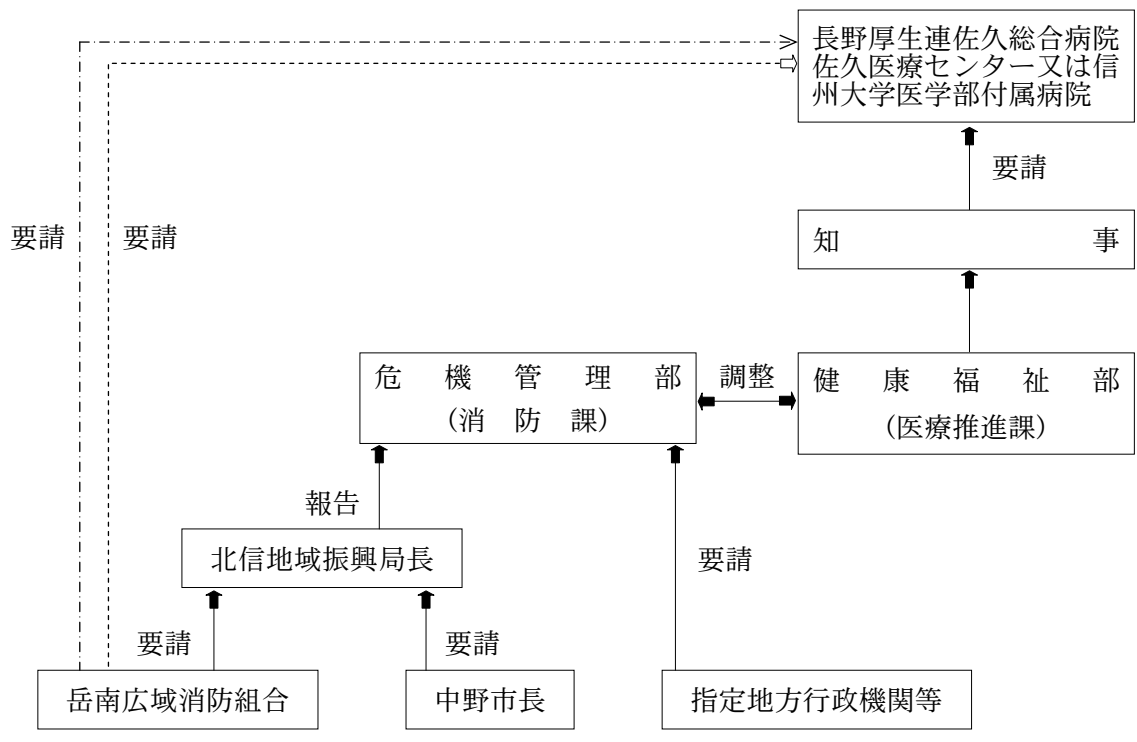 長野厚生連佐久総合病院
佐久医療センター又は信
州大学医学部付属病院
要請
知事
要請
要請
危機管理部
(消防課)
調整
健康福祉部
(医療推進課)
報告
北信地域振興局長
要請
要請
要請
岳南広域消防組合
中野市長
指定地方行政機関等